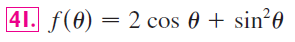 41. f(θ) = 2 cos θ + sin²θ